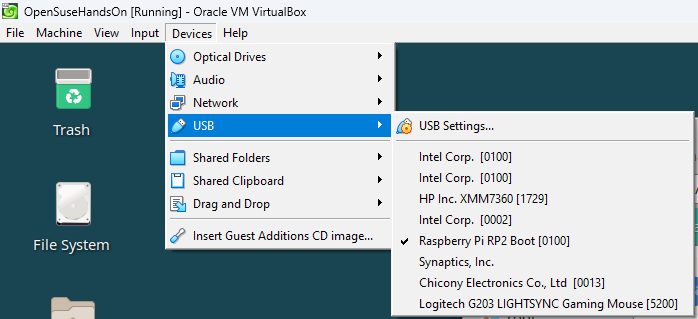 OpenSuseHandsOn [Running] - Oracle VM VirtualBox
File Machine View Input Devices Help
Optical Drives
Audio
Network
USB
Shared Folders
Shared Clipboard
Drag and Drop
Insert Guest Additions CD image...
USB Settings...
Intel Corp. [0100]
Intel Corp. [0100]
HP Inc. XMM7360 [1729]
Intel Corp. [0002]
Raspberry Pi RP2 Boot [0100]
Synaptics, Inc.
Chicony Electronics Co., Ltd [0013]
Logitech G203 LIGHTSYNC Gaming Mouse [5200]
Trash
File System